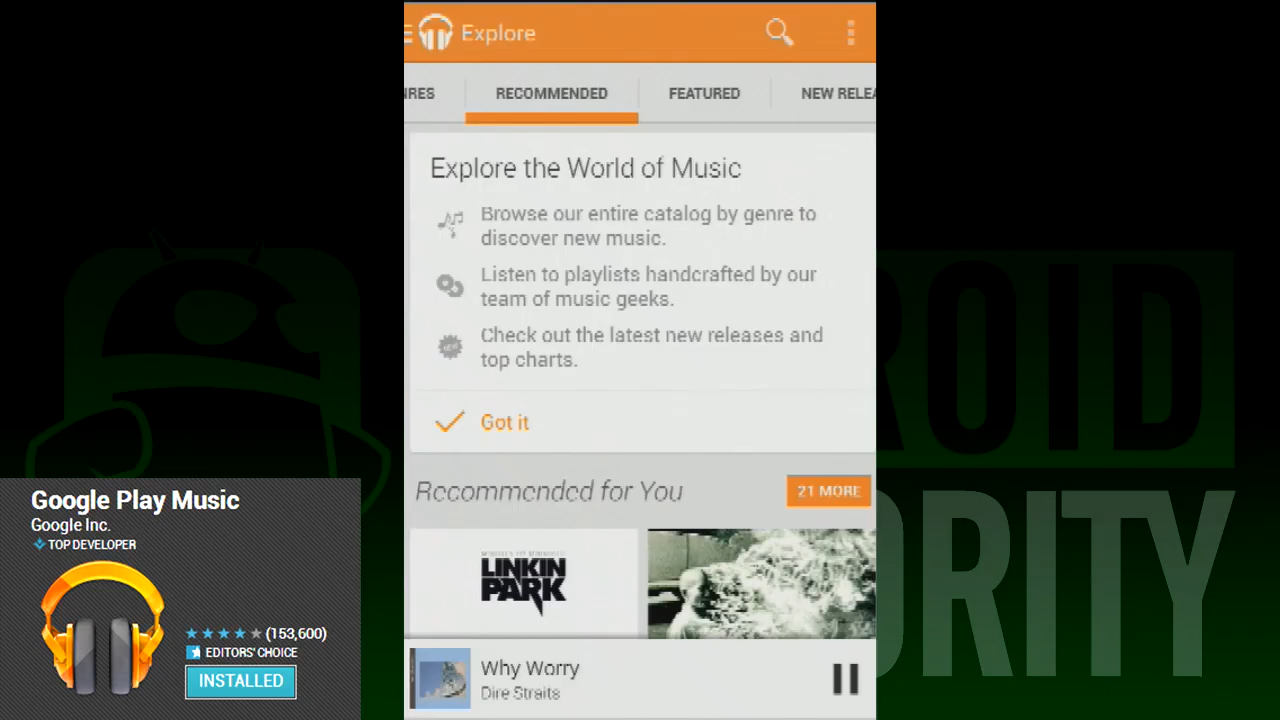 Explore
NRES
RECOMMENDED
FEATURED
NEW RELEA
Explore the World of Music
Browse our entire catalog by genre to
discover new music.
Listen to playlists handcrafted by our
team of music geeks.
Check out the latest new releases and
top charts.
Got it
Recommended for You
21 MORE
LINKIN
PARK
Why Worry
Dire Straits
Google Play Music
Google Inc.
TOP DEVELOPER
(153,600)
EDITORS' CHOICE
INSTALLED
ROID
ORITY